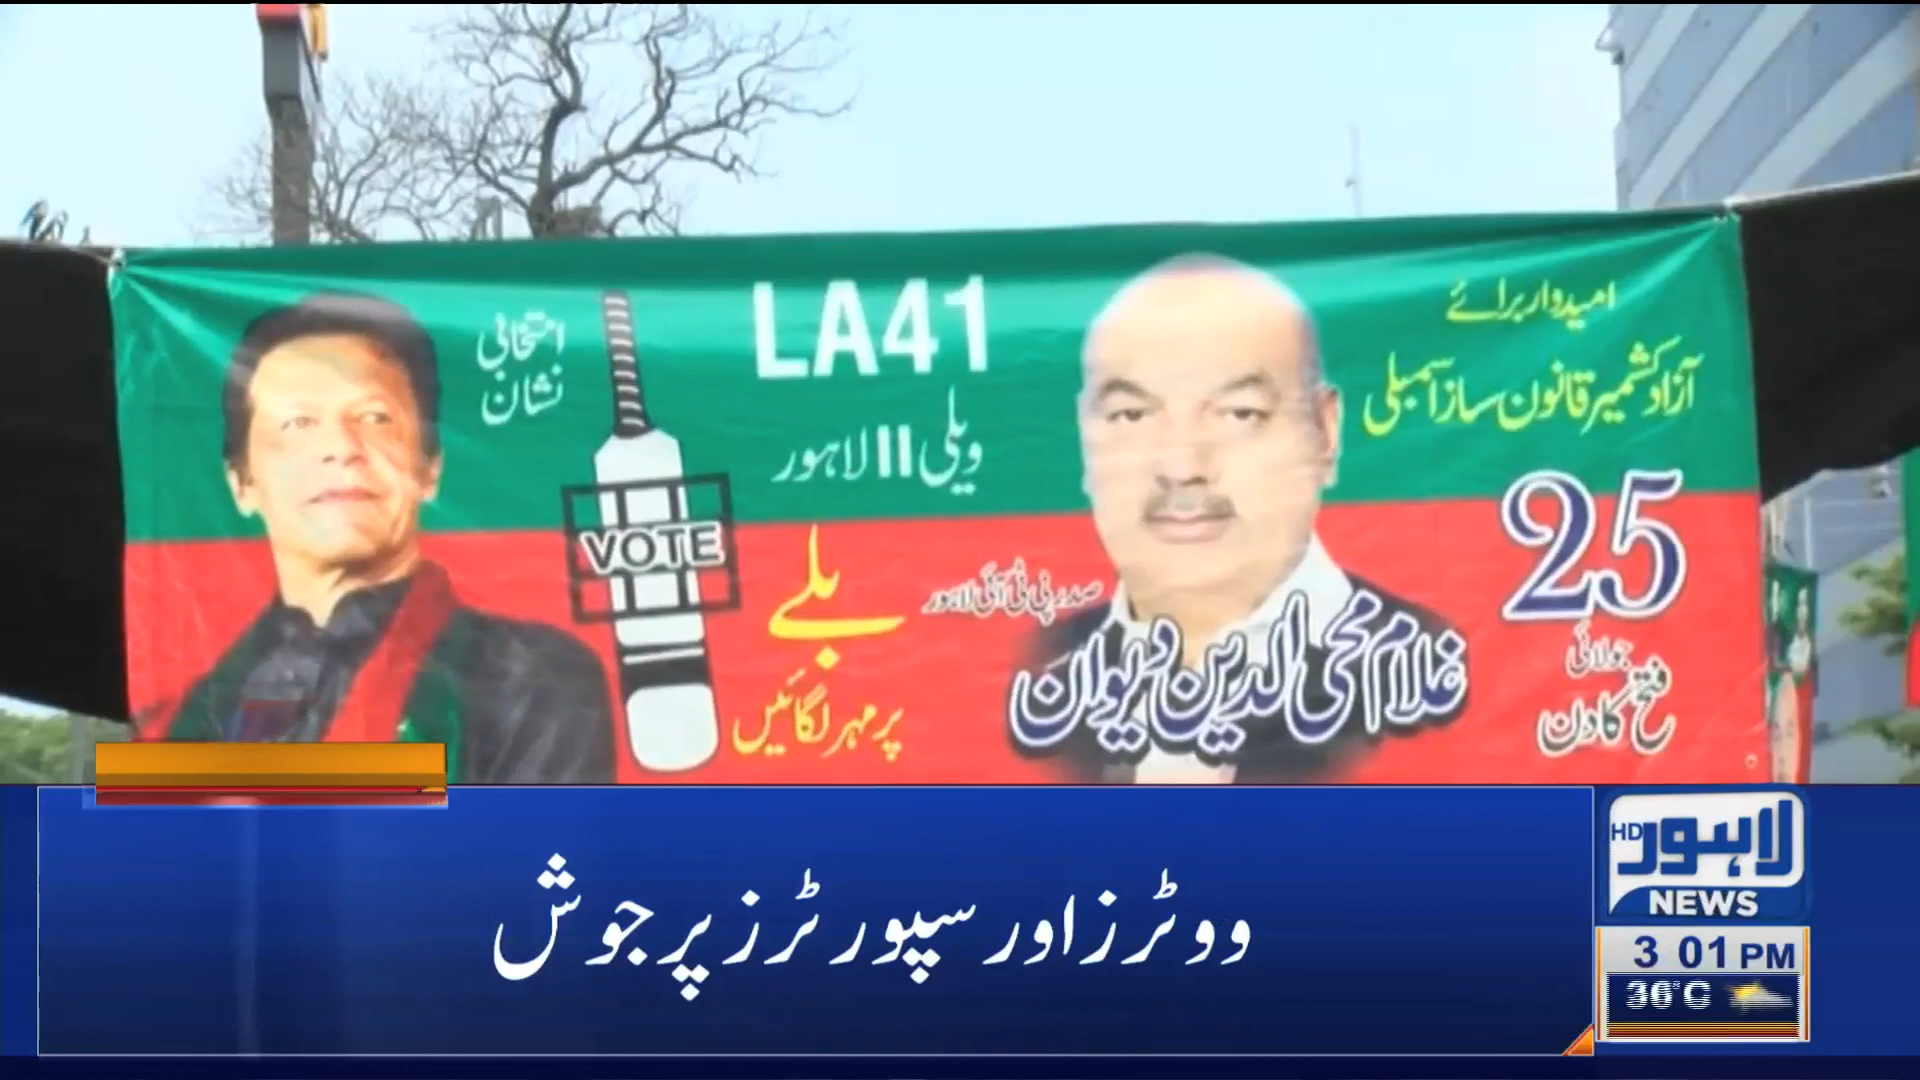 LA41
ویلی II لاہور
انتخابی
نشان
VOTE
بلے
پر مہر لگائیں
امیدوار برائے
آزاد کشمیر قانون ساز اسمبلی
25
جولائی
فتح کا دن
صدر پی ٹی آئی لاہور
غلام محی الدین دیوان
ووٹرز اور سپورٹرز پر جوش
لاہور HD
NEWS
3 01 PM
36°C